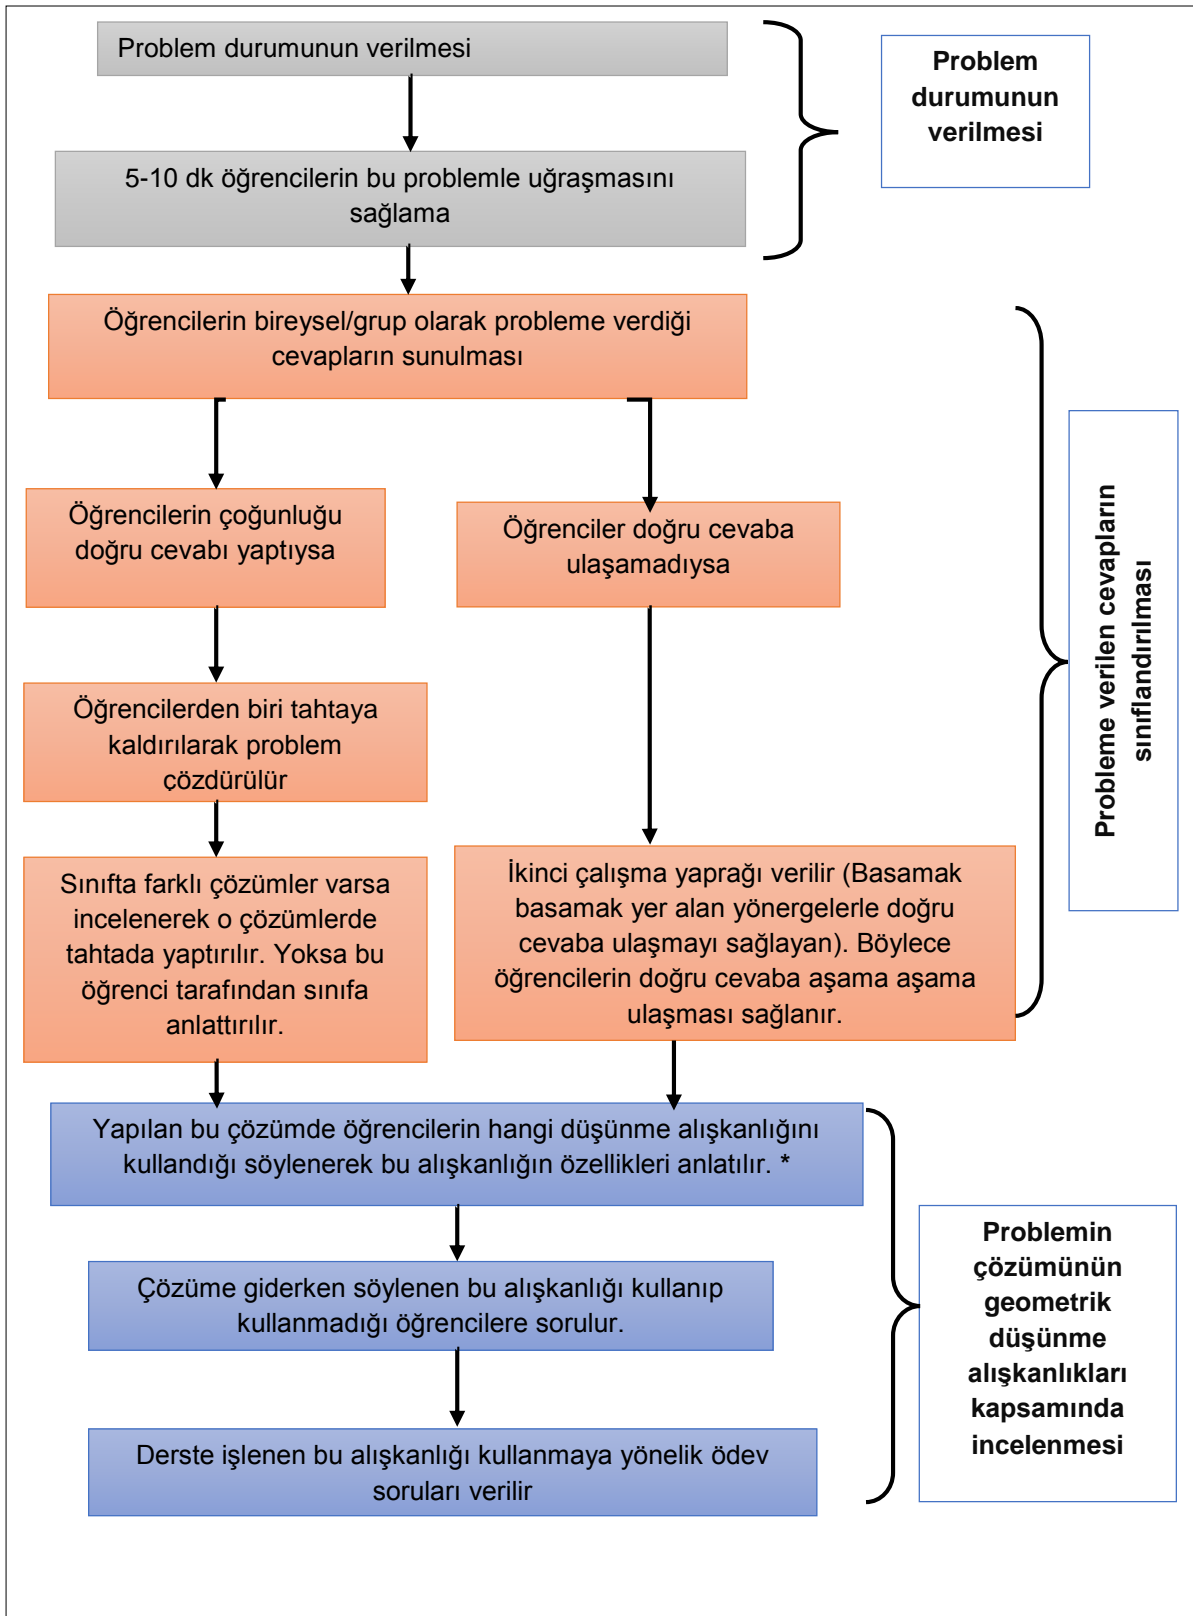 Problem durumunun verilmesi
Problem
durumunun
verilmesi
5-10 dk öğrencilerin bu problemle uğraşmasını
sağlama
Öğrencilerin bireysel/grup olarak probleme verdiği
cevapların sunulması
Öğrencilerin çoğunluğu
doğru cevabı yaptıysa
Öğrenciler doğru cevaba
ulaşamadıysa
Probleme verilen cevapların
sınıflandırılması
Öğrencilerden biri tahtaya
kaldırılarak problem
çözdürülür
Sınıfta farklı çözümler varsa
incelenerek o çözümlerde
tahtada yaptırılır. Yoksa bu
öğrenci tarafından sınıfa
anlattırılır.
İkinci çalışma yaprağı verilir (Basamak
basamak yer alan yönergelerle doğru
cevaba ulaşmayı sağlayan). Böylece
öğrencilerin doğru cevaba aşama aşama
ulaşması sağlanır.
Yapılan bu çözümde öğrencilerin hangi düşünme alışkanlığını
kullandığı söylenerek bu alışkanlığın özellikleri anlatılır. *
Çözüme giderken söylenen bu alışkanlığı kullanıp
kullanmadığı öğrencilere sorulur.
Derste işlenen bu alışkanlığı kullanmaya yönelik ödev
soruları verilir
Problemin
çözümünün
geometrik
düşünme
alışkanlıkları
kapsamında
incelenmesi